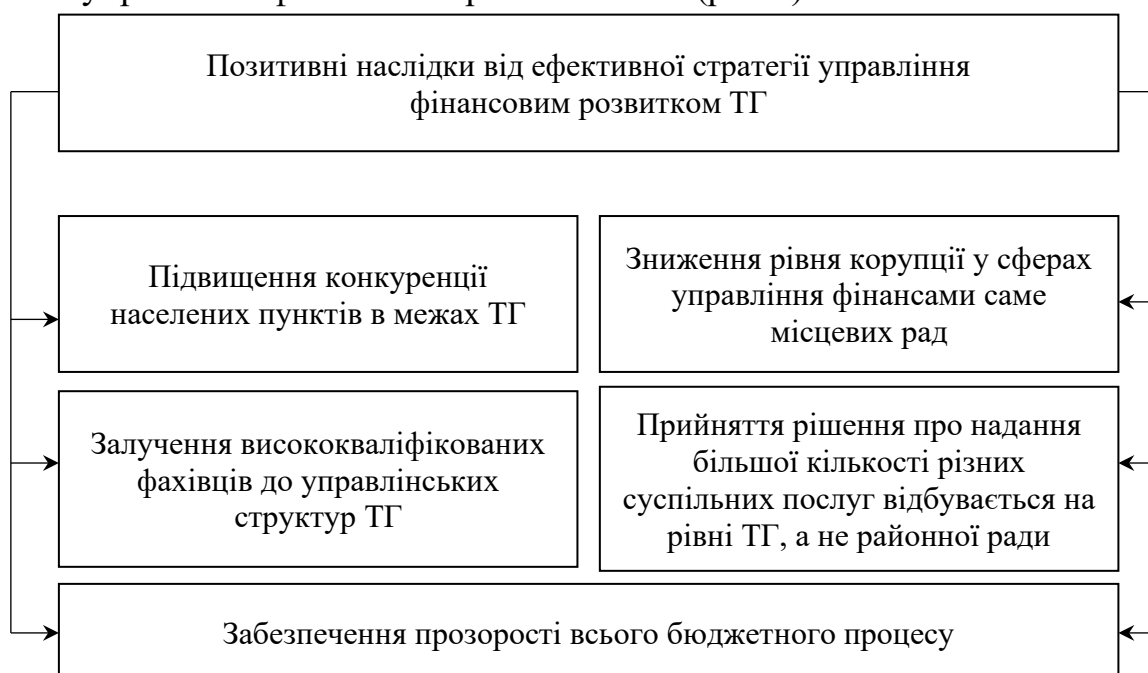 Позитивні наслідки від ефективної стратегії управління
фінансовим розвитком ТГ
Підвищення конкуренції
населених пунктів в межах ТГ
Зниження рівня корупції у сферах
управління фінансами саме
місцевих рад
Залучення висококваліфікованих
фахівців до управлінських
структур ТГ
Прийняття рішення про надання
більшої кількості різних
суспільних послуг відбувається на
рівні ТГ, а не районної ради
Забезпечення прозорості всього бюджетного процесу